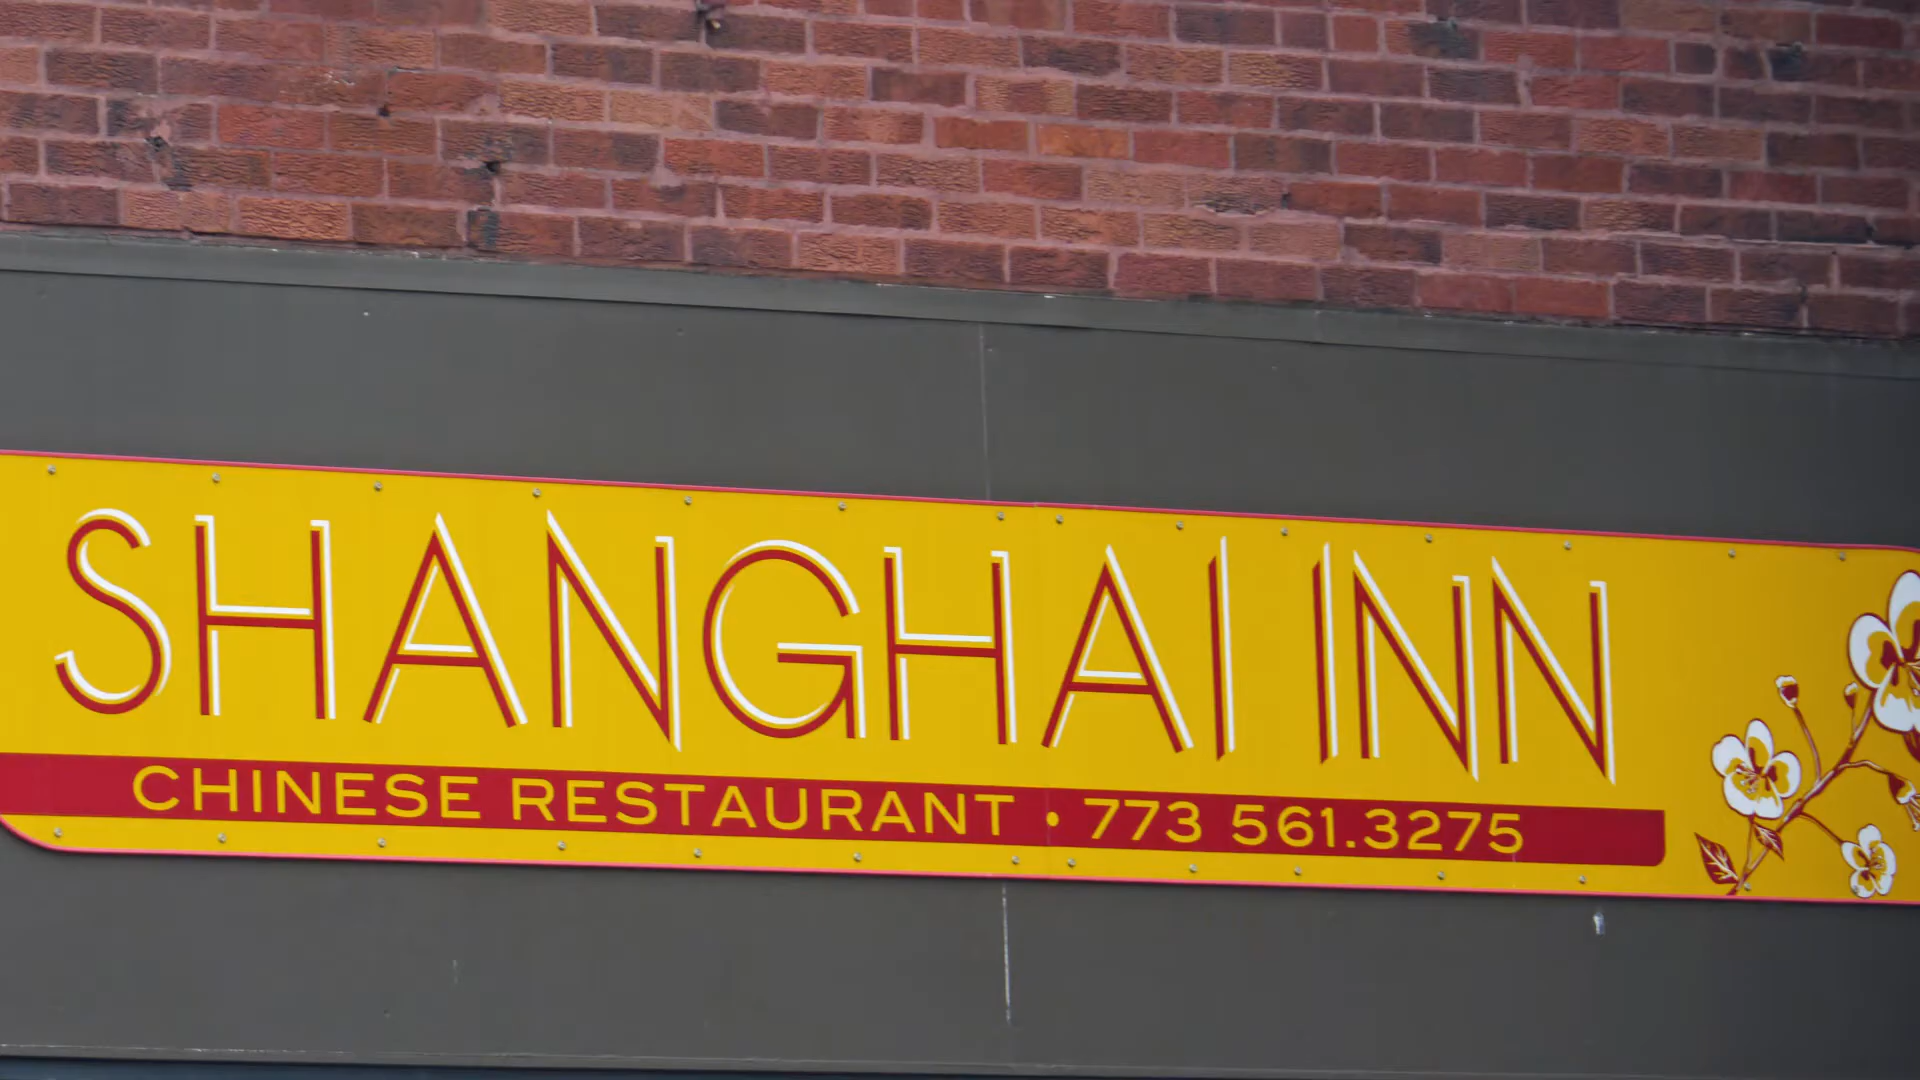 SHANGHAI INN
CHINESE RESTAURANT • 773 561.3275